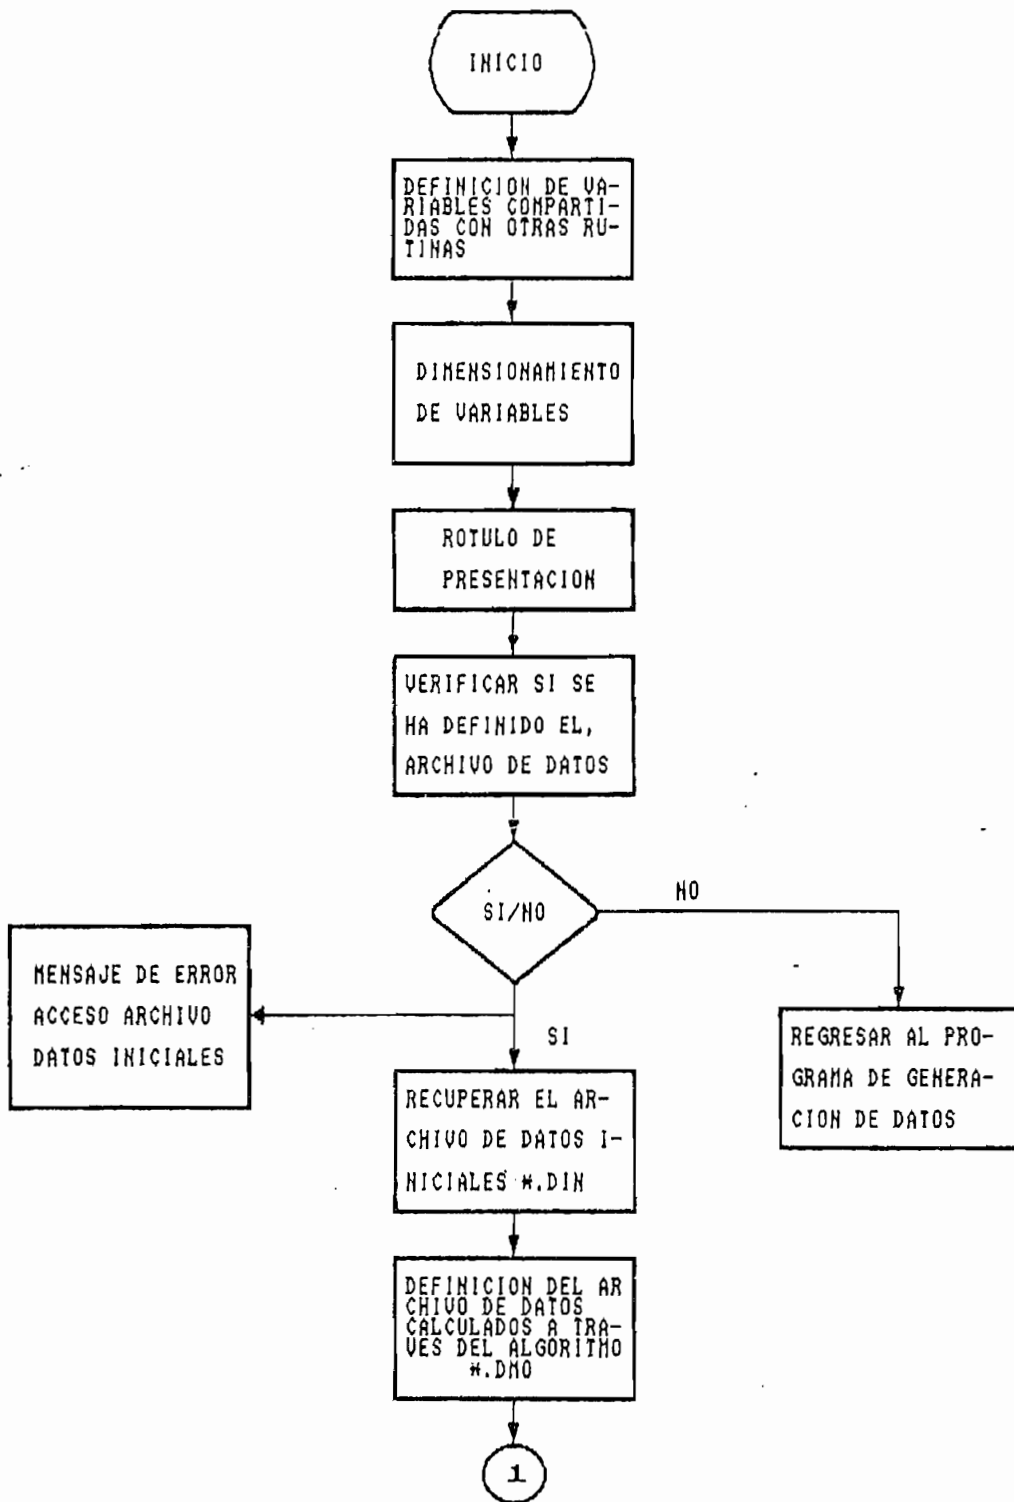 INICIO
DEFINICION DE VA-
RIABLES COMPARTI-
DAS CON OTRAS RU-
TINAS
DIMENSIONAMIENTO
DE VARIABLES
ROTULO DE
PRESENTACION
VERIFICAR SI SE
HA DEFINIDO EL,
ARCHIVO DE DATOS
SI/NO
NO
MENSAJE DE ERROR
ACCESO ARCHIVO
DATOS INICIALES
SI
REGRESAR AL PRO-
GRAMA DE GENERA-
CION DE DATOS
RECUPERAR EL AR-
CHIVO DE DATOS I-
NICIALES *.DIN
DEFINICION DEL AR
CHIVO DE DATOS
CALCULADOS A TRA-
VES DEL ALGORITMO
*.DMO
1